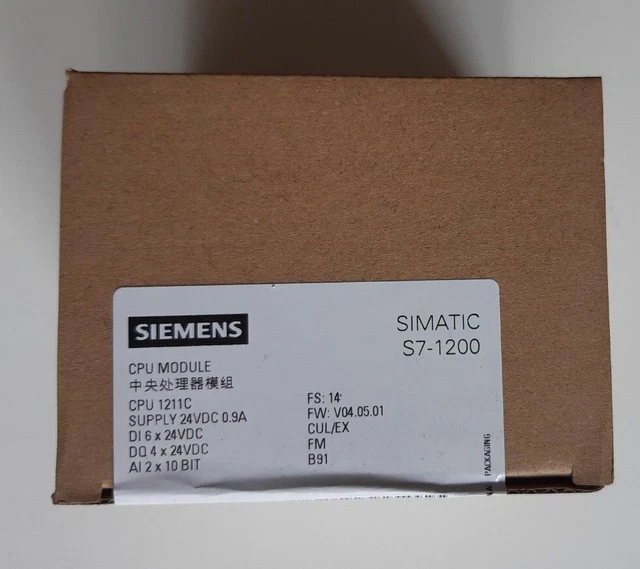 SIEMENS
SIMATIC
S7-1200
CPU MODULE
中央处理器模组
CPU 1211C
SUPPLY 24VDC 0.9A
DI 6 x 24VDC
DQ 4 x 24VDC
AI 2 x 10 BIT
FS: 14
FW: V04.05.01
CUL/EX
FM
B91
PACKAGING